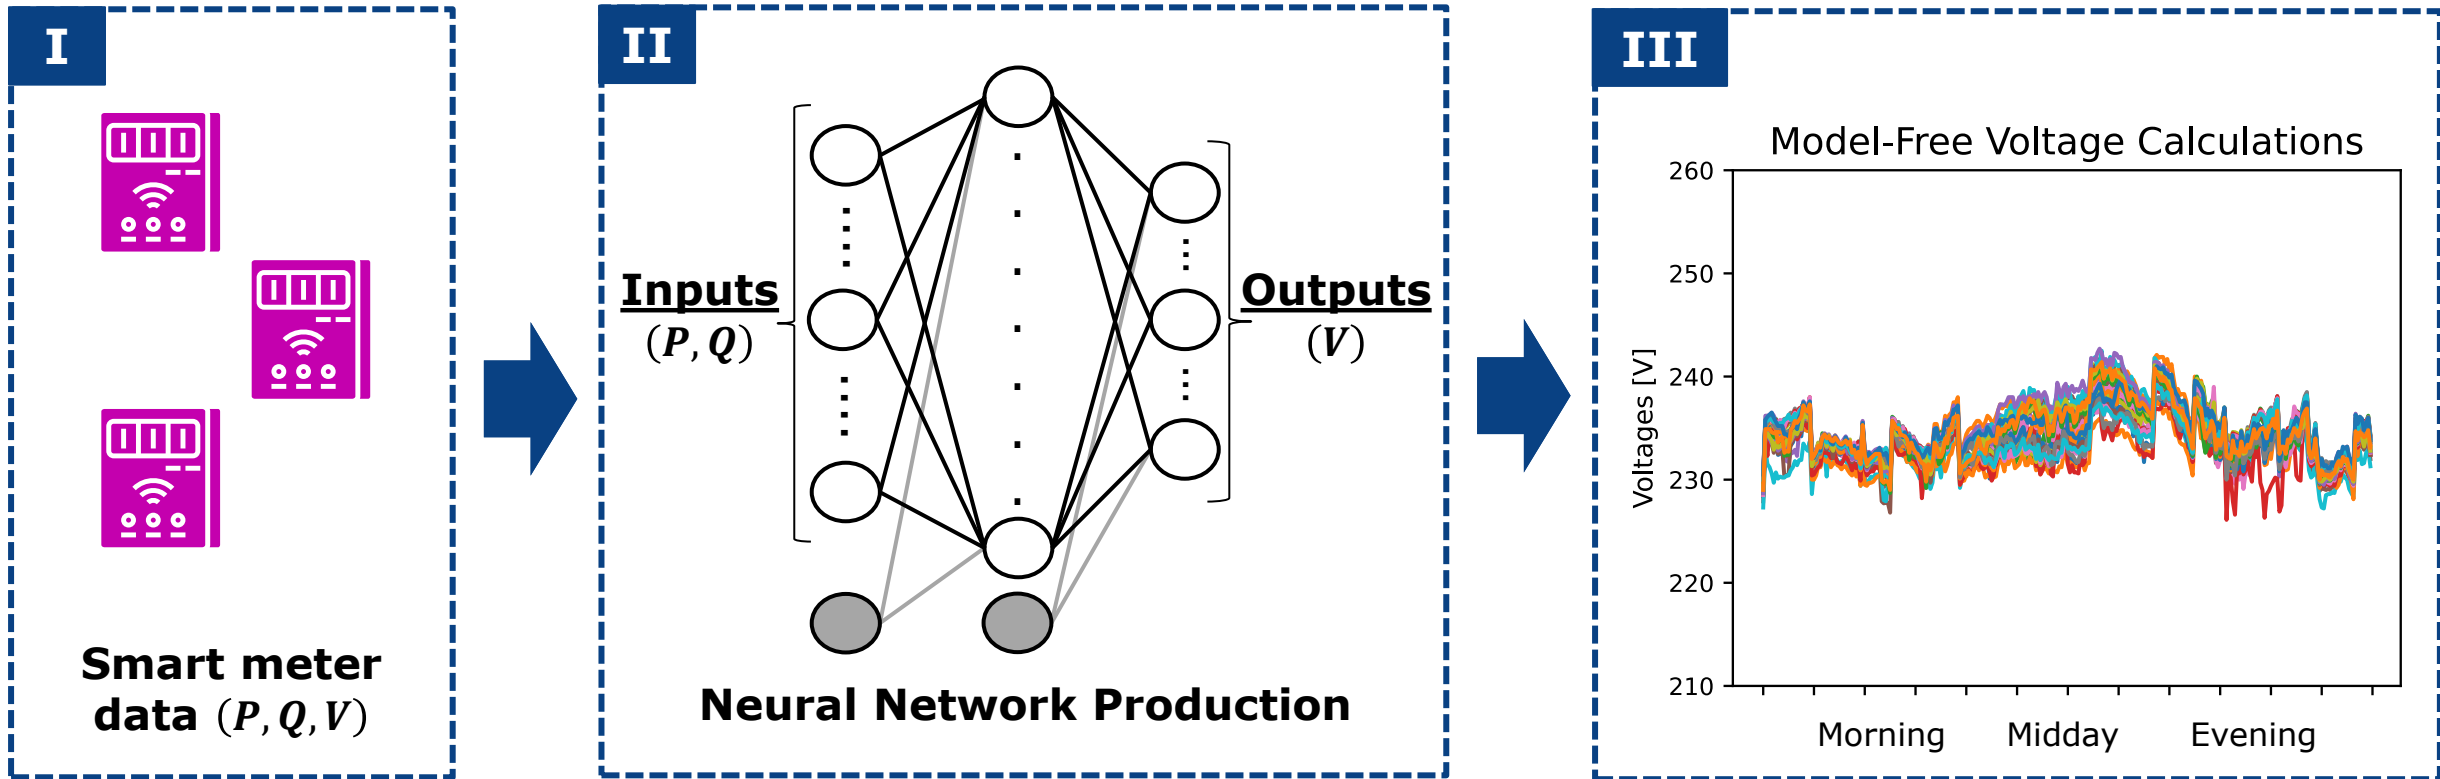 I
Smart meter
data (P, Q, V)
II
Inputs
(P, Q)
Outputs
(V)
Neural Network Production
III
Model-Free Voltage Calculations
Voltages [V]
260
250
240
230
220
210
Morning Midday Evening